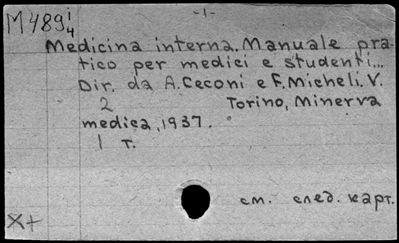 -1-
M489 1/4
Medicina interna. Manuale pra-
tico per medici e studenti...
Dir. da A. Ceconi e F. Micheli. V.
2 Torino, Minerva
medica, 1937.
1 т.
см. след. карт.
X+